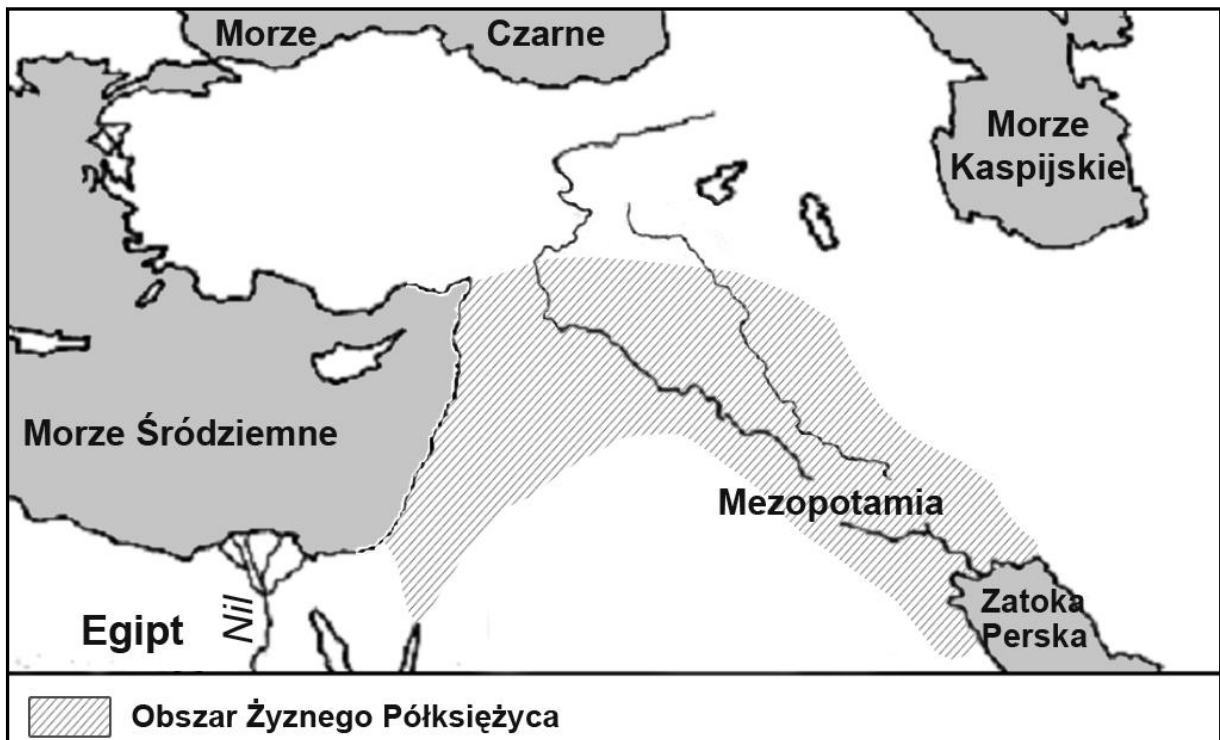 Morze Czarne
Morze
Kaspijskie
Morze Śródziemne
Mezopotamia
Zatoka
Perska
Egipt
Nil
Obszar Żyznego Półksiężyca